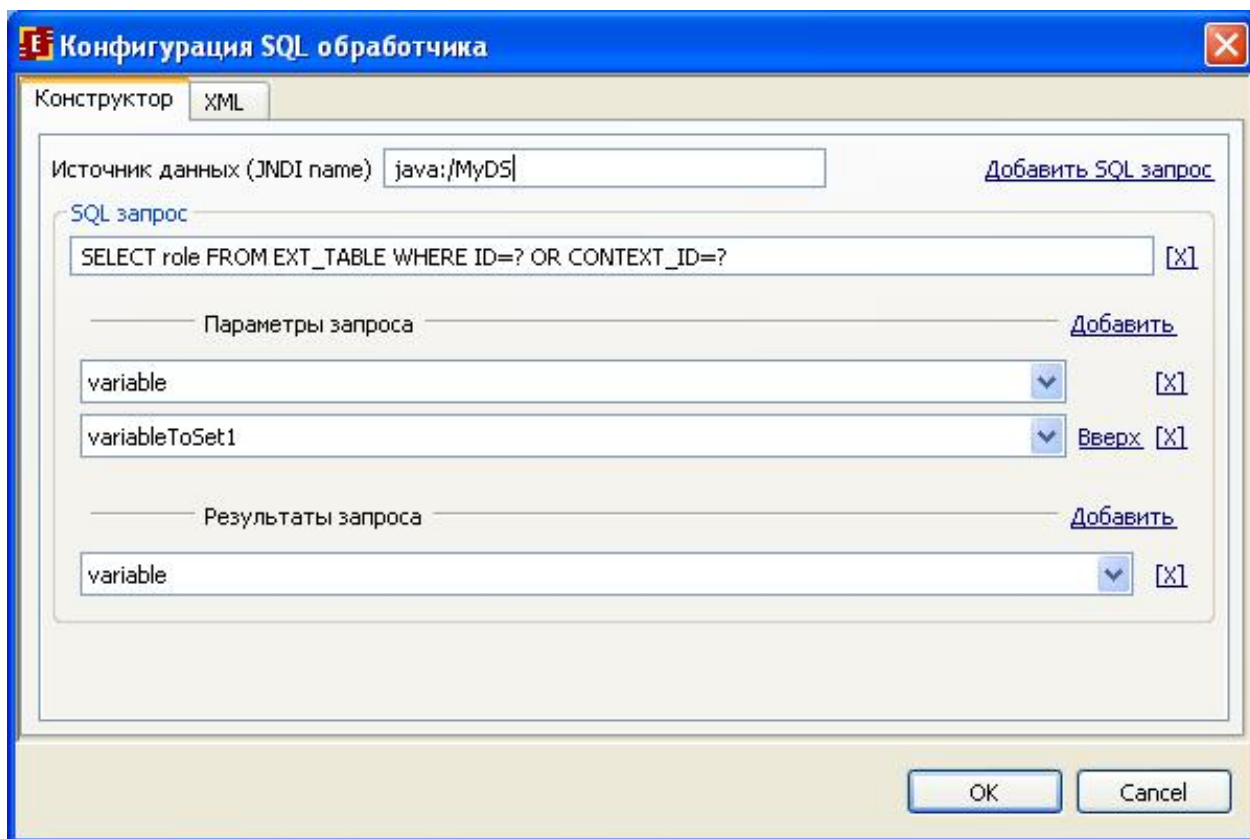 E Конфигурация SQL обработчика
Конструктор XML
Источник данных (JNDI name) java:/MyDS Добавить SQL запрос
SQL запрос
SELECT role FROM EXT_TABLE WHERE ID=? OR CONTEXT_ID=? [X]
Параметры запроса Добавить
variable [X]
variableToSet1 Вверх [X]
Результаты запроса Добавить
variable [X]
OK Cancel